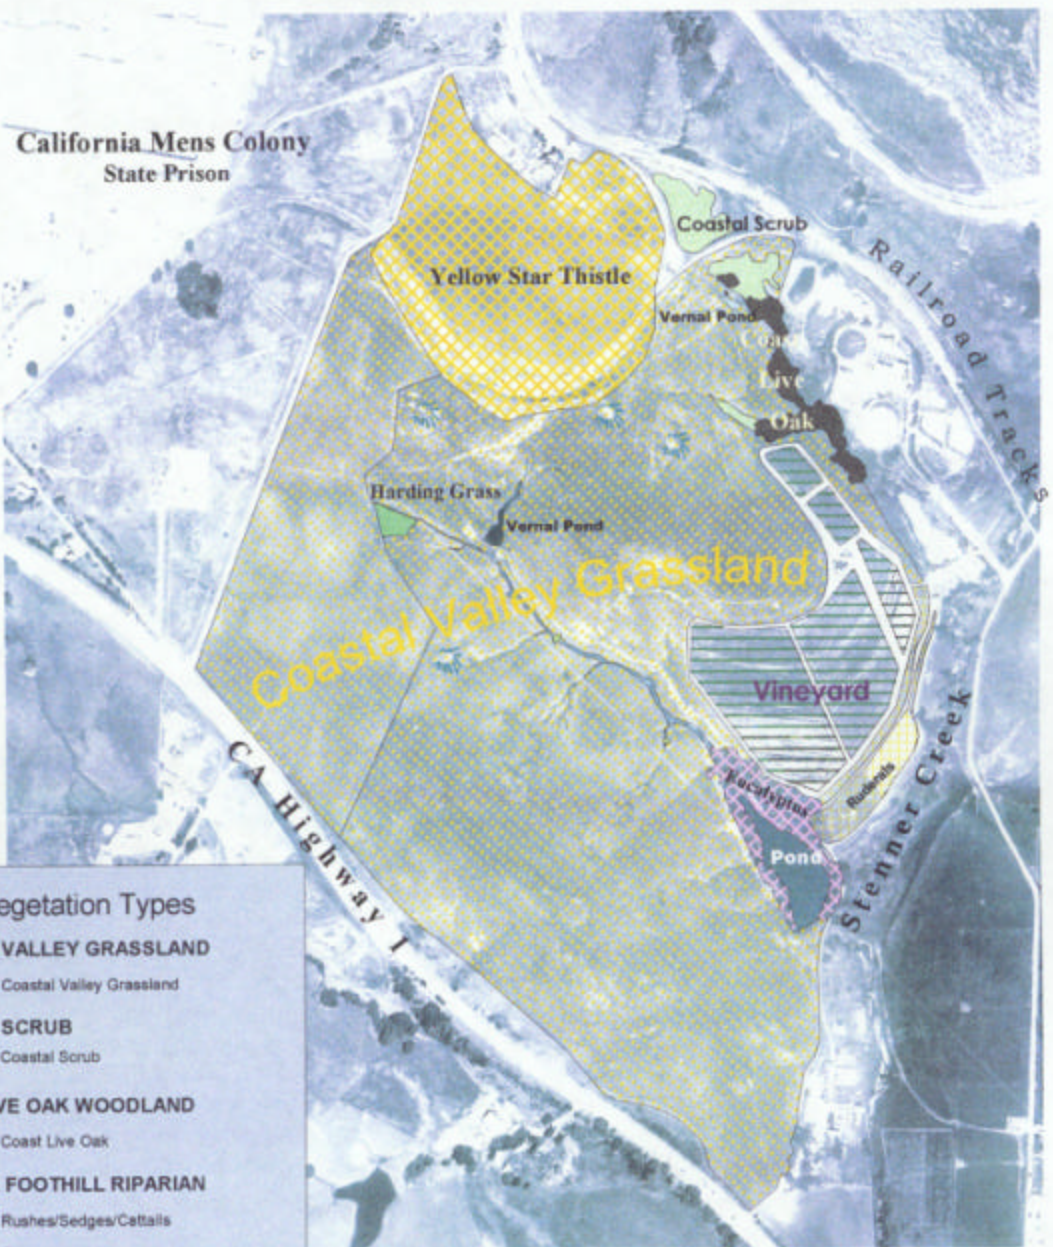 California Mens Colony
State Prison
Coastal Scrub
Railroad Tracks
Yellow Star Thistle
Vernal Pond
Coast
Live
Oak
Harding Grass
Vernal Pond
Coastal Valley Grassland
Vineyard
Stenner Creek
Eucalyptus
Ruderals
Pond
CA Highway 1
egetation Types
VALLEY GRASSLAND
Coastal Valley Grassland
SCRUB
Coastal Scrub
VE OAK WOODLAND
Coast Live Oak
FOOTHILL RIPARIAN
Rushes/Sedges/Cattails